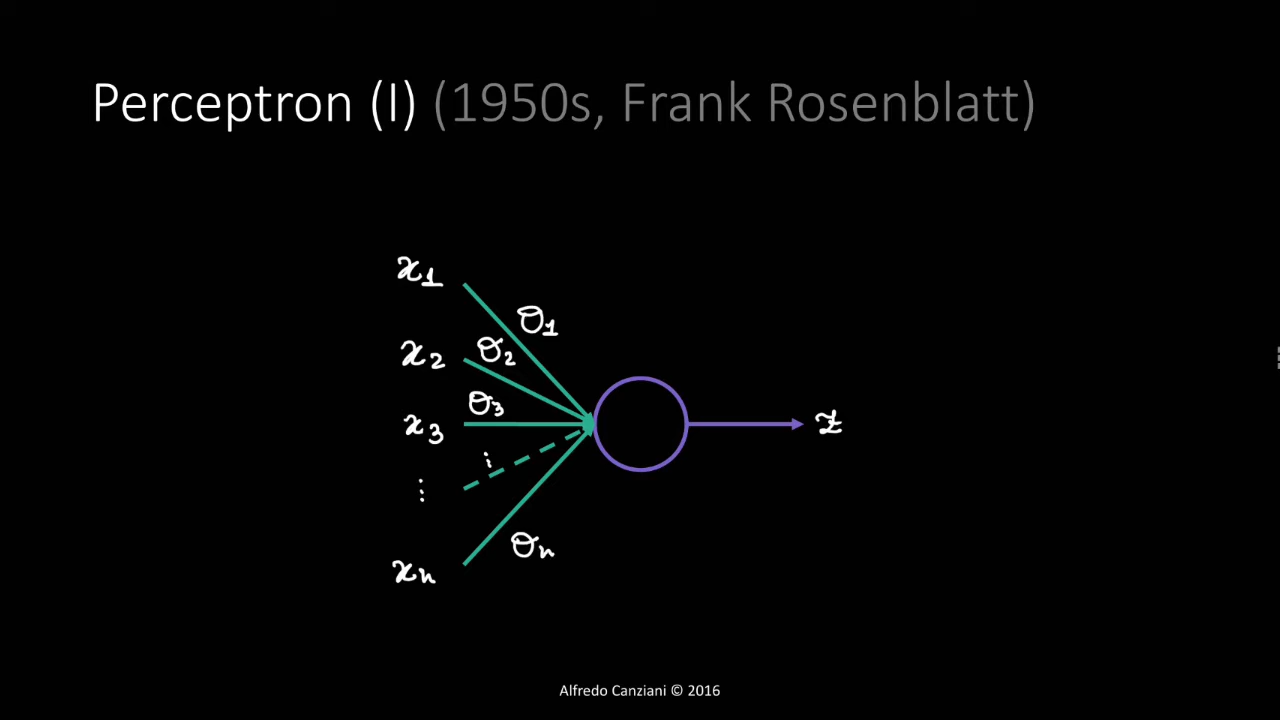 Perceptron (I) (1950s, Frank Rosenblatt)
x1
θ1
x2
θ2
x3
θ3
z
⋮
⋮
xn
θn
Alfredo Canziani © 2016